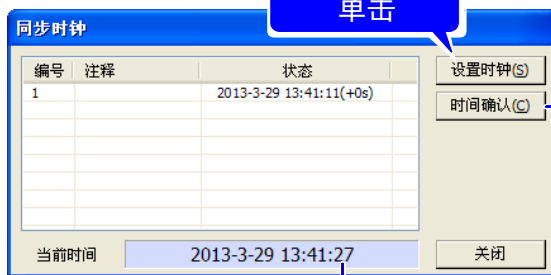 单击
同步时钟
编号 注释 状态
1 2013-3-29 13:41:11(+0s)
设置时钟(S)
时间确认(C)
当前时间 2013-3-29 13:41:27
关闭